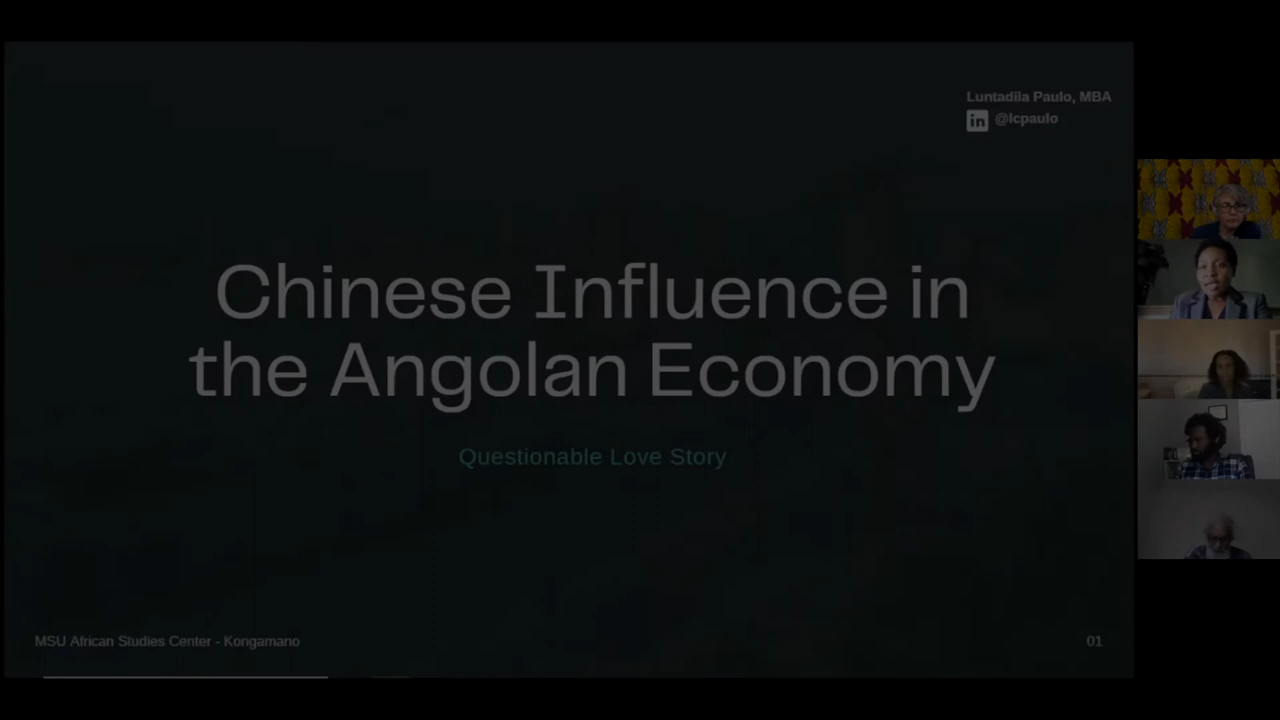 Luntadila Paulo, MBA
in @lcpaulo
Chinese Influence in
the Angolan Economy
Questionable Love Story
MSU African Studies Center - Kongamano
01